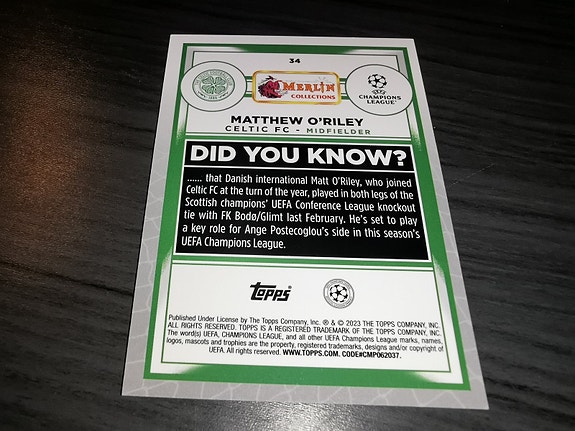 34
MERLIN
COLLECTIONS
CHAMPIONS
LEAGUE
MATTHEW O'RILEY
CELTIC FC - MIDFIELDER
DID YOU KNOW?
...... that Danish international Matt O'Riley, who joined
Celtic FC at the turn of the year, played in both legs of the
Scottish champions' UEFA Conference League knockout
tie with FK Bodø/Glimt last February. He's set to play
a key role for Ange Postecoglou's side in this season's
UEFA Champions League.
topps
Published Under License by The Topps Company, Inc. ® & © 2023 THE TOPPS COMPANY, INC.
ALL RIGHTS RESERVED. TOPPS IS A REGISTERED TRADEMARK OF THE TOPPS COMPANY, INC.
The word(s) UEFA, CHAMPIONS LEAGUE, and all other UEFA Champions League marks, names,
logos, mascots and trophies are the property, registered trademarks, designs and/or copyright of
UEFA. All rights reserved. WWW.TOPPS.COM. CODE#CMP062037.